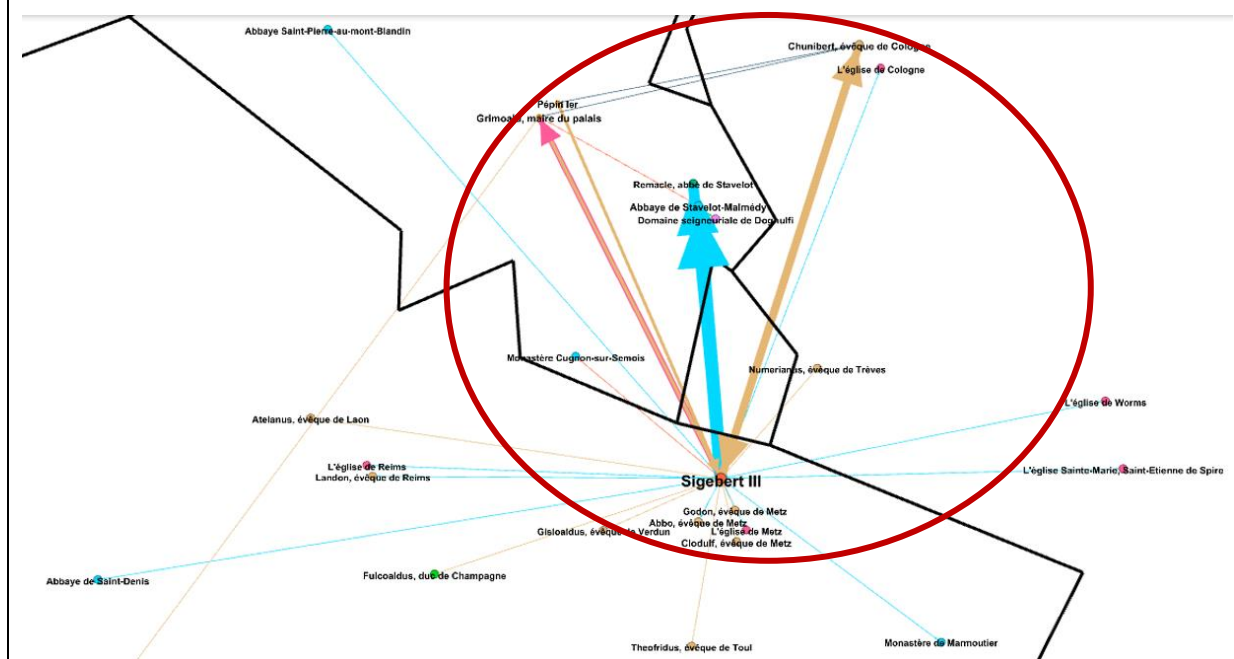 Abbaye Saint-Pierre-au-mont-Blandin
Chunibert, évêque de Cologne
L'église de Cologne
Pépin Ier
Grimoald, maire du palais
Remacle, abbé de Stavelot
Abbaye de Stavelot-Malmédy
Domaine seigneuriale de Dognulfi
Monastère Cugnon-sur-Semois
Numerianus, évêque de Trèves
L'église de Worms
Atelanus, évêque de Laon
L'église de Reims
Landon, évêque de Reims
L'église Sainte-Marie, Saint-Etienne de Spire
Sigebert III
Godon, évêque de Metz
Abbo, évêque de Metz
Gisloaldus, évêque de Verdun
L'église de Metz
Clodulf, évêque de Metz
Abbaye de Saint-Denis
Fulcoaldus, duc de Champagne
Theofridus, évêque de Toul
Monastère de Marmoutier